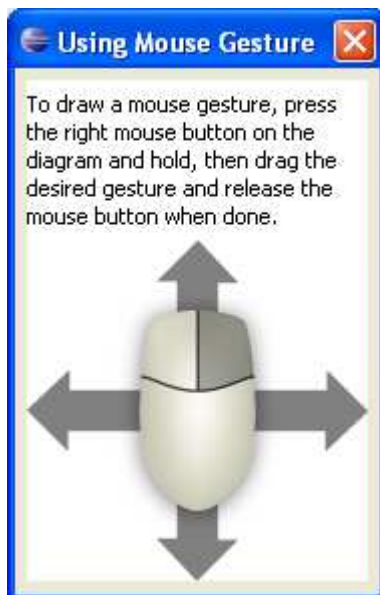 Using Mouse Gesture
To draw a mouse gesture, press
the right mouse button on the
diagram and hold, then drag the
desired gesture and release the
mouse button when done.